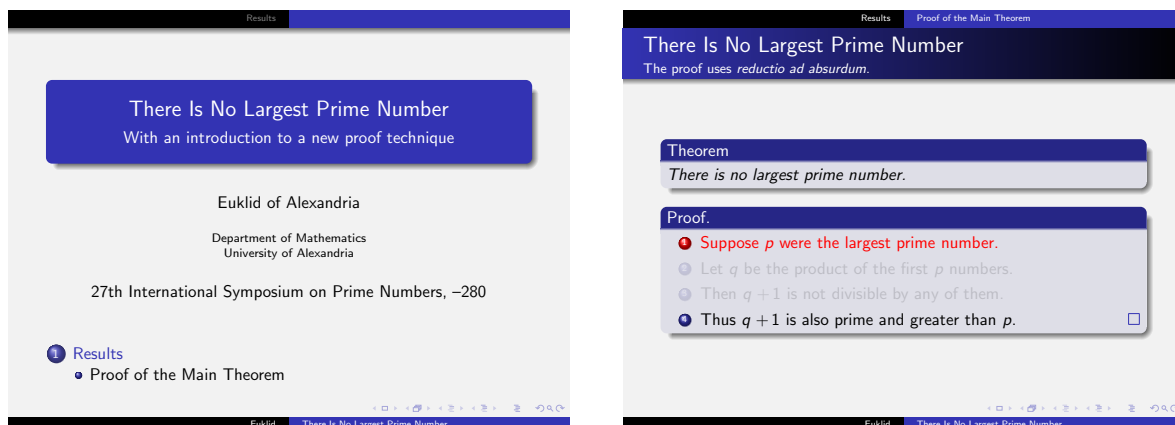 Results
There Is No Largest Prime Number
With an introduction to a new proof technique
Euklid of Alexandria
Department of Mathematics
University of Alexandria
27th International Symposium on Prime Numbers, –280
1 Results
Proof of the Main Theorem
Euklid There Is No Largest Prime Number
Results Proof of the Main Theorem
There Is No Largest Prime Number
The proof uses reductio ad absurdum.
Theorem
There is no largest prime number.
Proof.
1 Suppose p were the largest prime number.
2 Let q be the product of the first p numbers.
3 Then q + 1 is not divisible by any of them.
4 Thus q + 1 is also prime and greater than p. □
Euklid There Is No Largest Prime Number